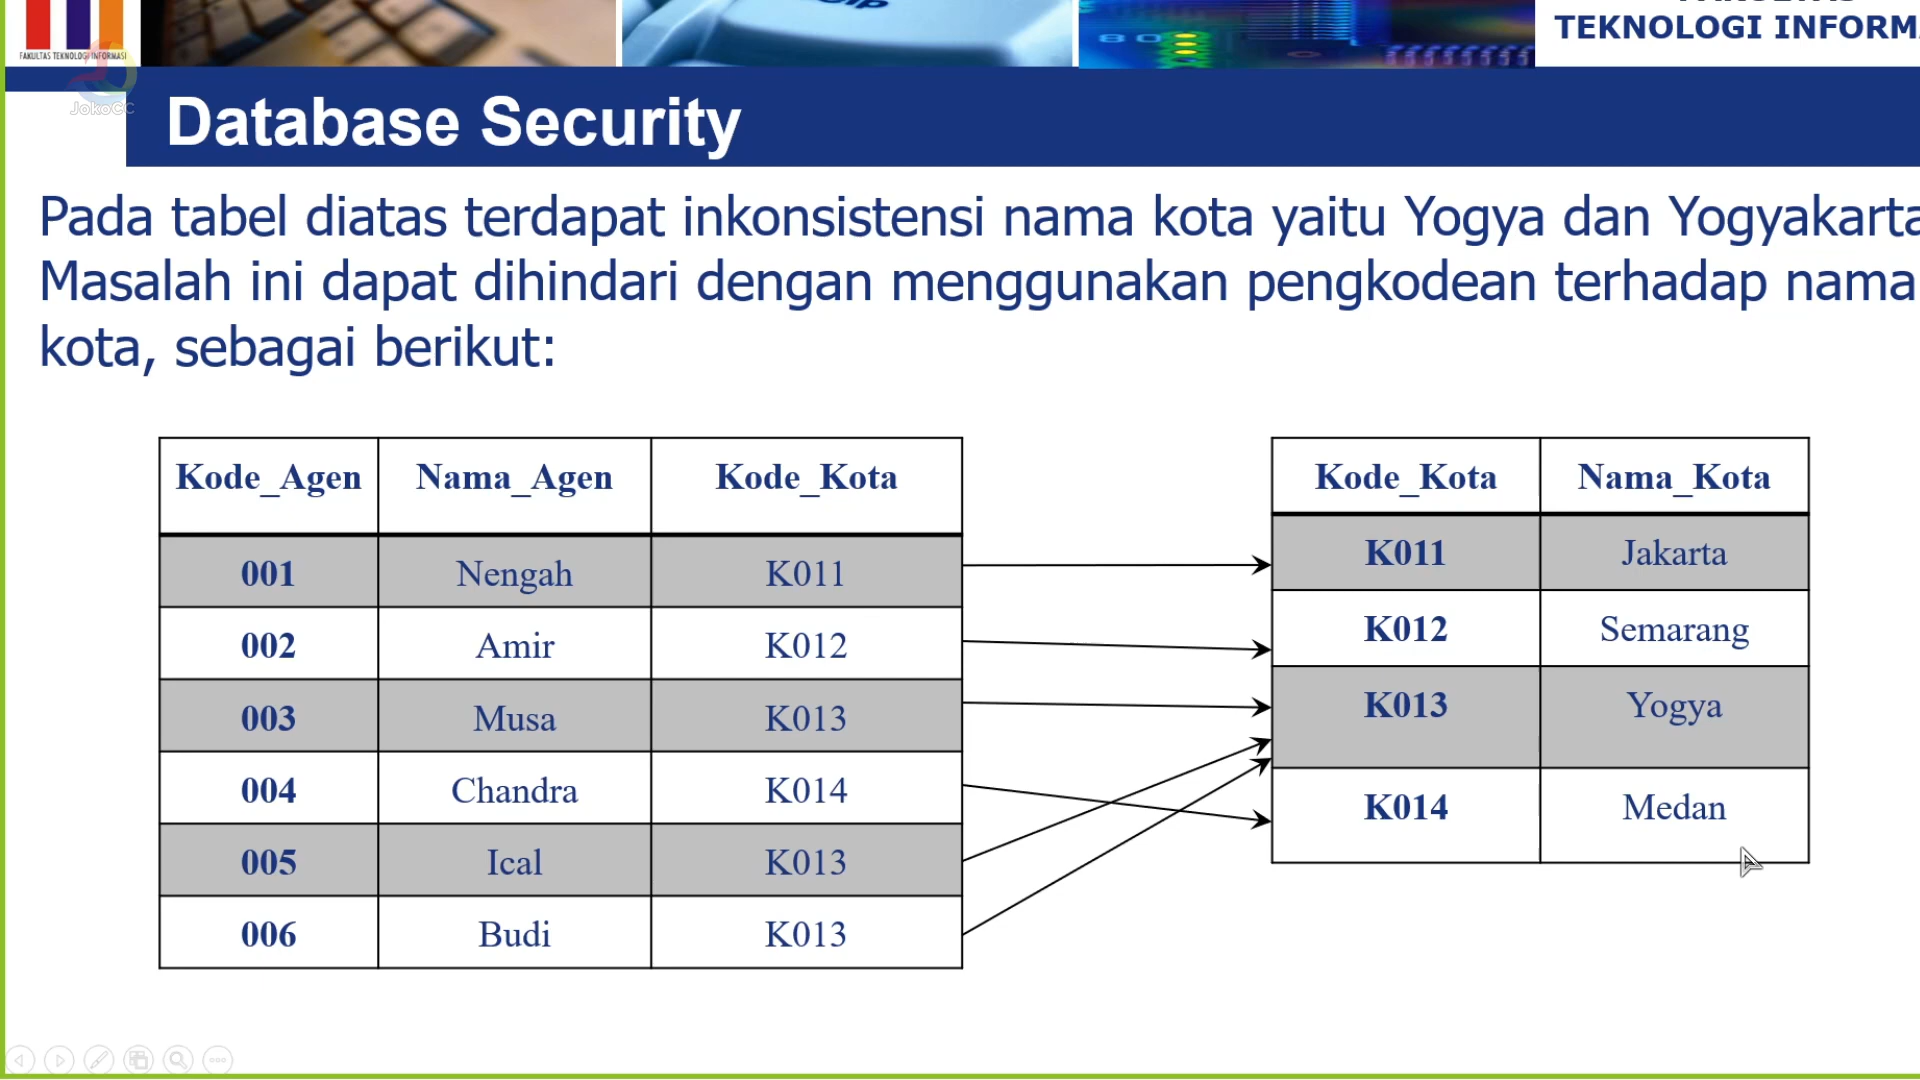 TEKNOLOGI INFORM
FAKULTAS TEKNOLOGI INFORMASI
JokoCC
Database Security
Pada tabel diatas terdapat inkonsistensi nama kota yaitu Yogya dan Yogyakarta
Masalah ini dapat dihindari dengan menggunakan pengkodean terhadap nama
kota, sebagai berikut:
Kode_Agen Nama_Agen Kode_Kota
001 Nengah K011
002 Amir K012
003 Musa K013
004 Chandra K014
005 Ical K013
006 Budi K013
Kode_Kota Nama_Kota
K011 Jakarta
K012 Semarang
K013 Yogya
K014 Medan